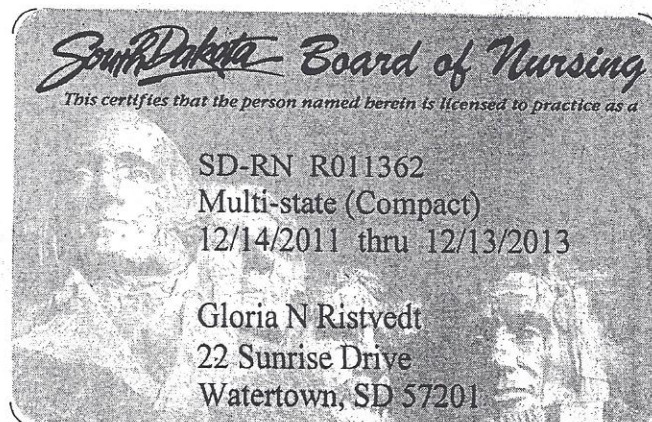 South Dakota Board of Nursing
This certifies that the person named herein is licensed to practice as a
SD-RN R011362
Multi-state (Compact)
12/14/2011 thru 12/13/2013
Gloria N Ristvedt
22 Sunrise Drive
Watertown, SD 57201